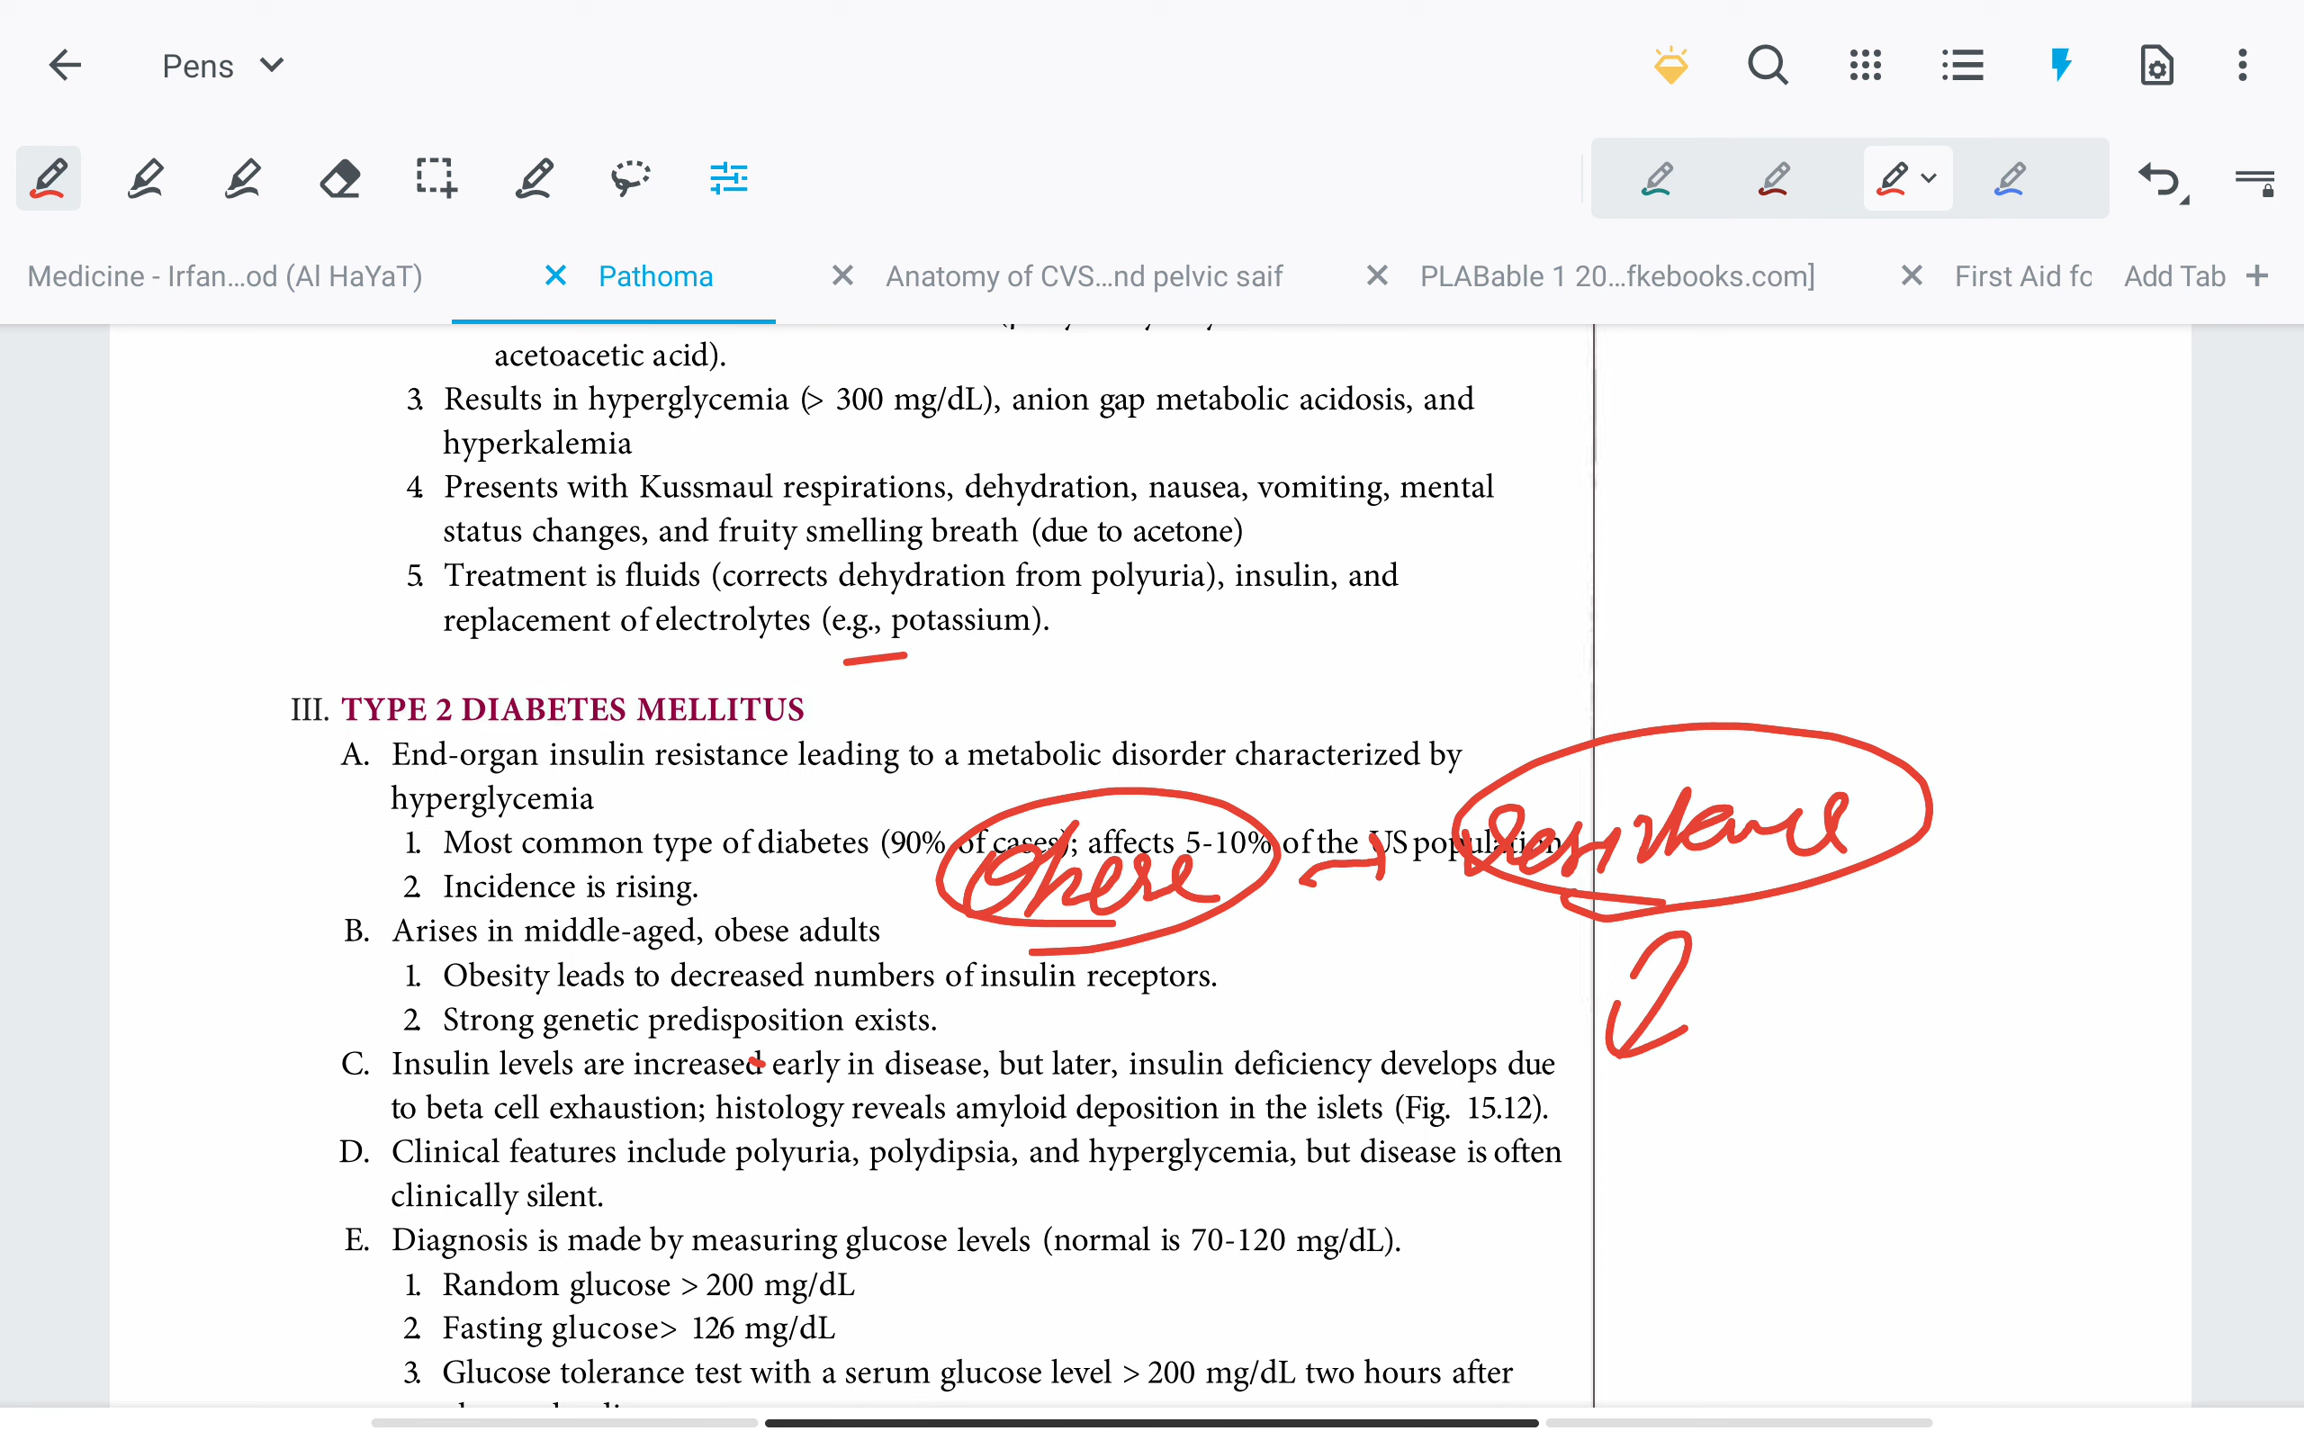 Pens
Medicine - Irfan...od (Al HaYaT)
Pathoma
Anatomy of CVS...nd pelvic saif
PLABable 1 20...fkebooks.com]
First Aid fc
Add Tab
acetoacetic acid).
3. Results in hyperglycemia (> 300 mg/dL), anion gap metabolic acidosis, and
hyperkalemia
4. Presents with Kussmaul respirations, dehydration, nausea, vomiting, mental
status changes, and fruity smelling breath (due to acetone)
5. Treatment is fluids (corrects dehydration from polyuria), insulin, and
replacement of electrolytes (e.g., potassium).
III. TYPE 2 DIABETES MELLITUS
A. End-organ insulin resistance leading to a metabolic disorder characterized by
hyperglycemia
1. Most common type of diabetes (90% of cases); affects 5-10% of the US population
Obese → Resistance
2. Incidence is rising.
B. Arises in middle-aged, obese adults
1. Obesity leads to decreased numbers of insulin receptors.
2. Strong genetic predisposition exists.
C. Insulin levels are increased early in disease, but later, insulin deficiency develops due
to beta cell exhaustion; histology reveals amyloid deposition in the islets (Fig. 15.12).
D. Clinical features include polyuria, polydipsia, and hyperglycemia, but disease is often
clinically silent.
E. Diagnosis is made by measuring glucose levels (normal is 70-120 mg/dL).
1. Random glucose > 200 mg/dL
2. Fasting glucose> 126 mg/dL
3. Glucose tolerance test with a serum glucose level > 200 mg/dL two hours after